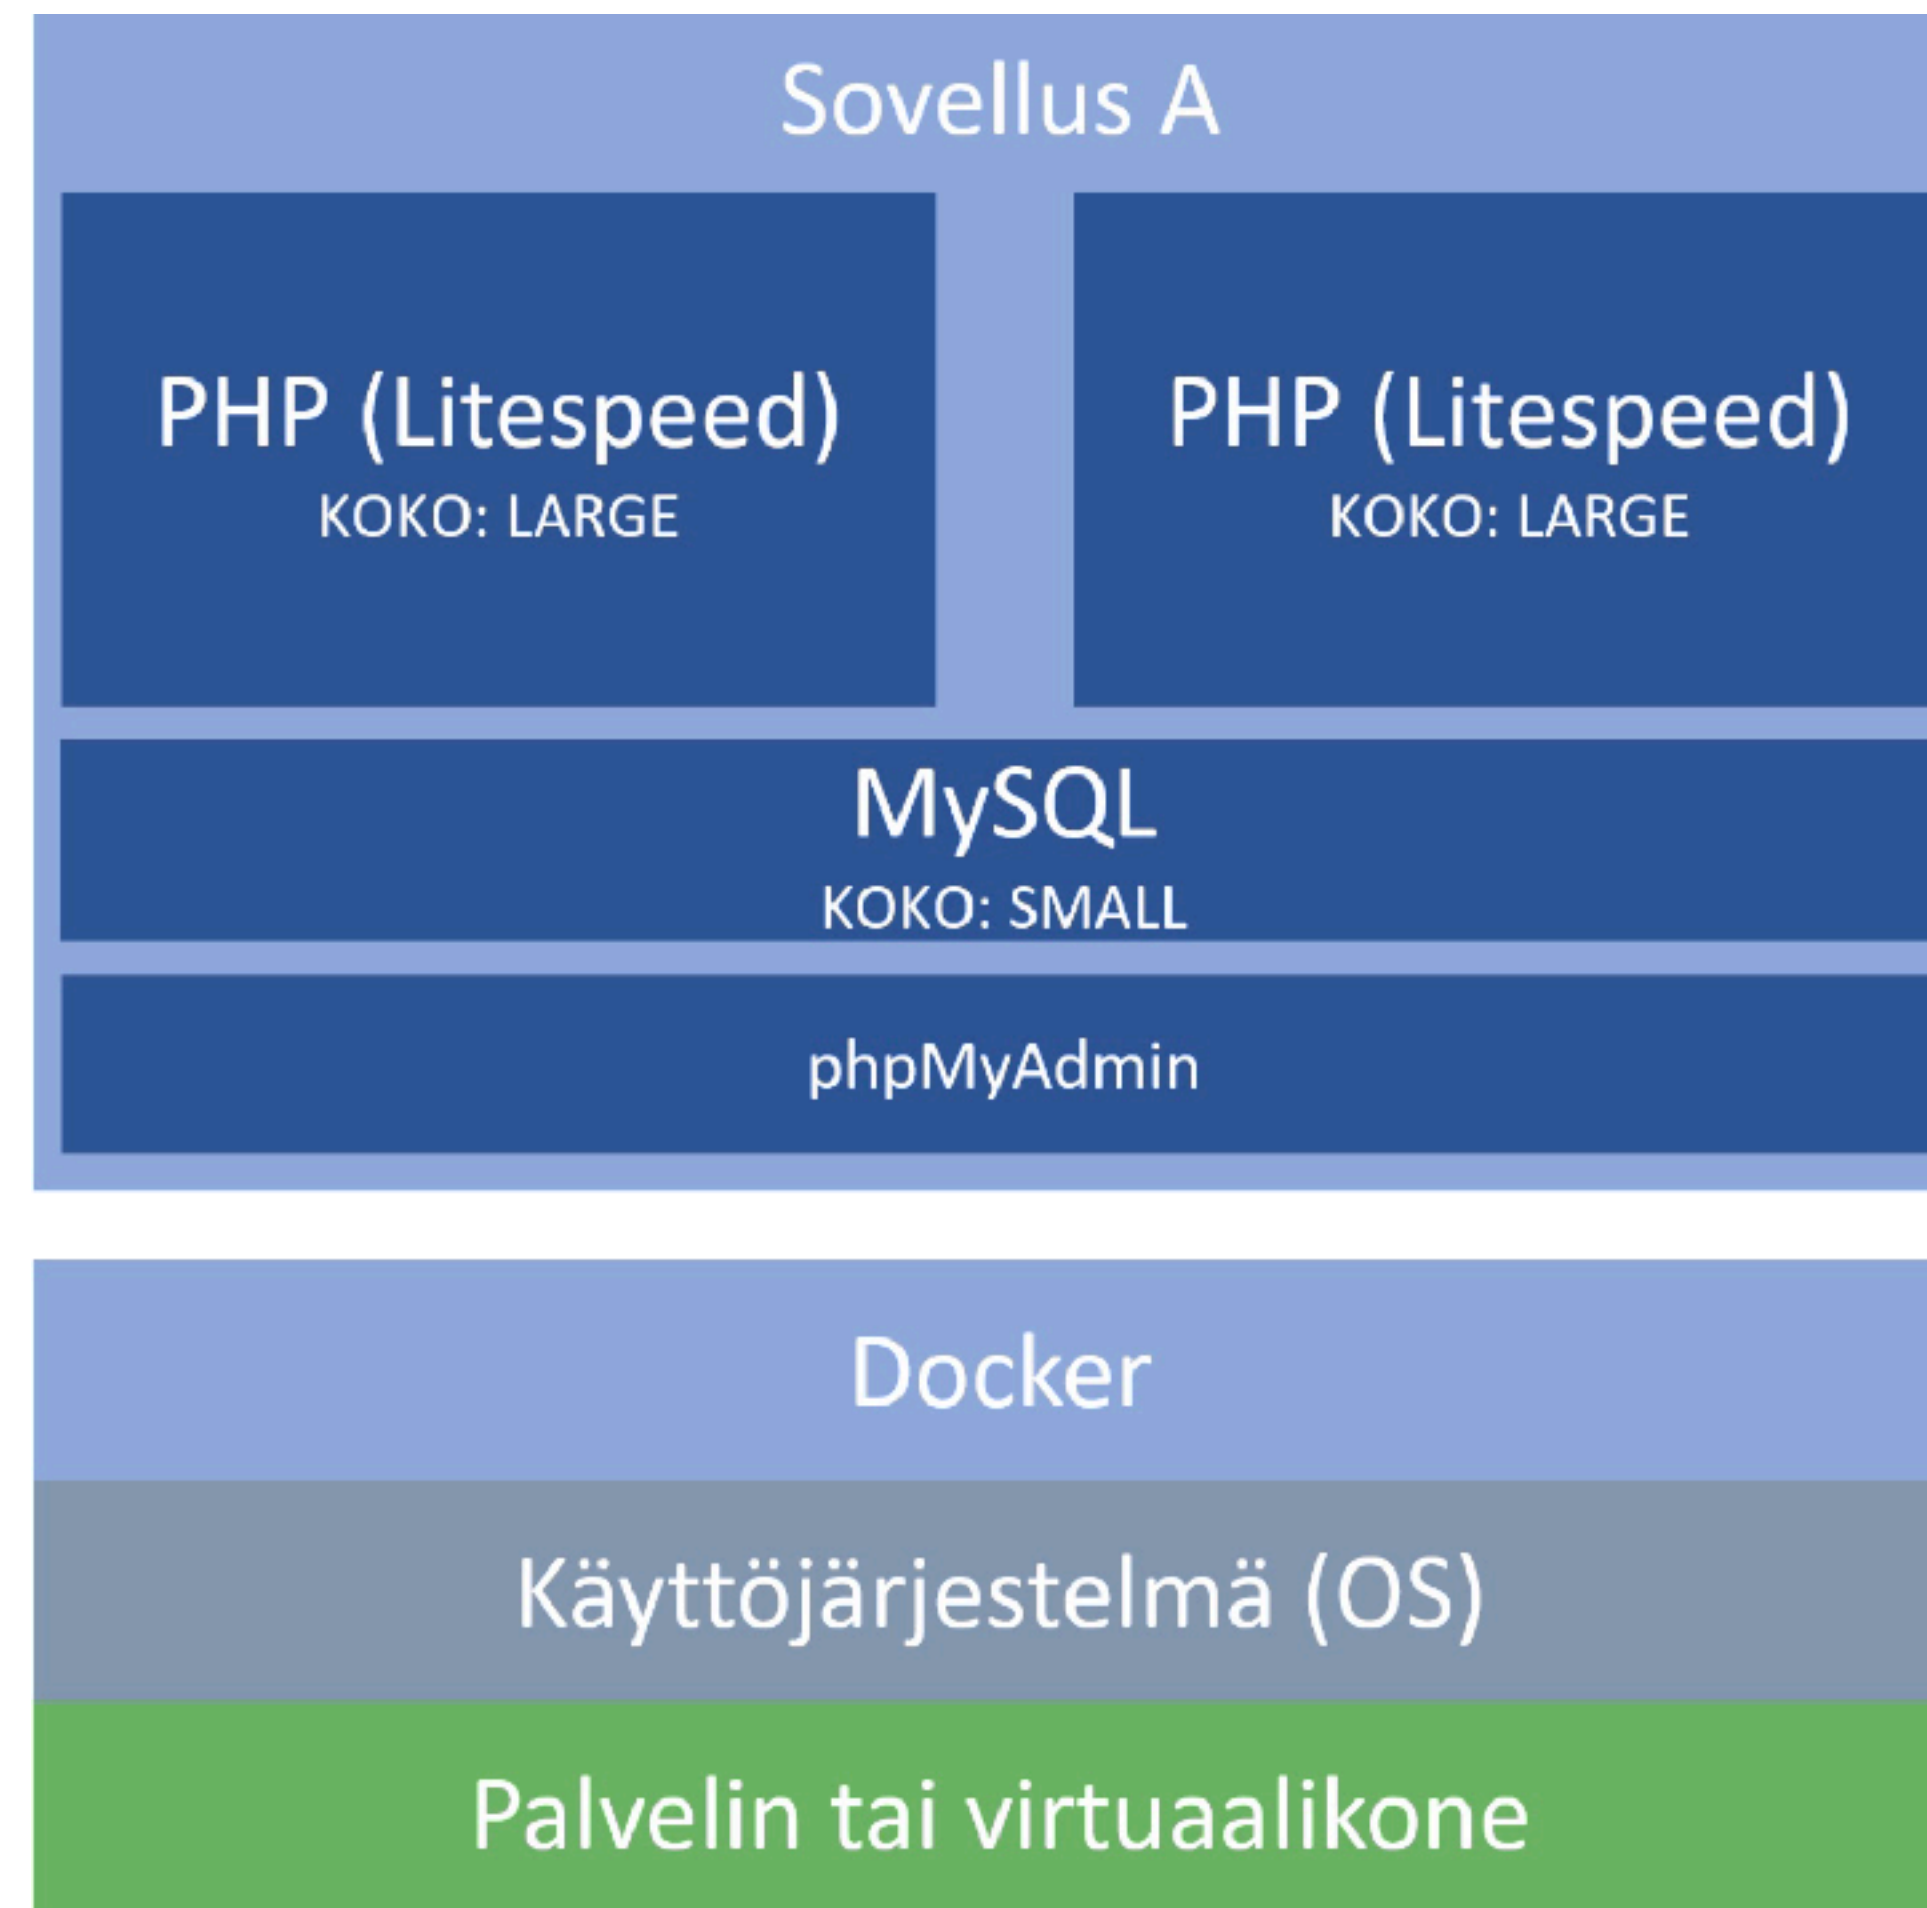 Sovellus A
PHP (Litespeed)
KOKO: LARGE
PHP (Litespeed)
KOKO: LARGE
MySQL
KOKO: SMALL
phpMyAdmin
Docker
Käyttöjärjestelmä (OS)
Palvelin tai virtuaalikone